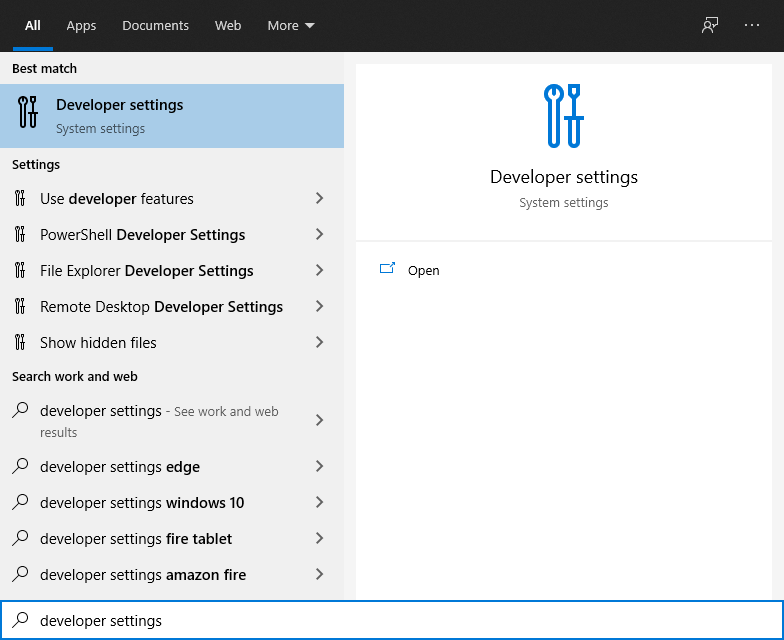 All Apps Documents Web More
Best match
Developer settings
System settings
Settings
Use developer features
PowerShell Developer Settings
File Explorer Developer Settings
Remote Desktop Developer Settings
Show hidden files
Search work and web
developer settings - See work and web
results
developer settings edge
developer settings windows 10
developer settings fire tablet
developer settings amazon fire
developer settings
Developer settings
System settings
Open